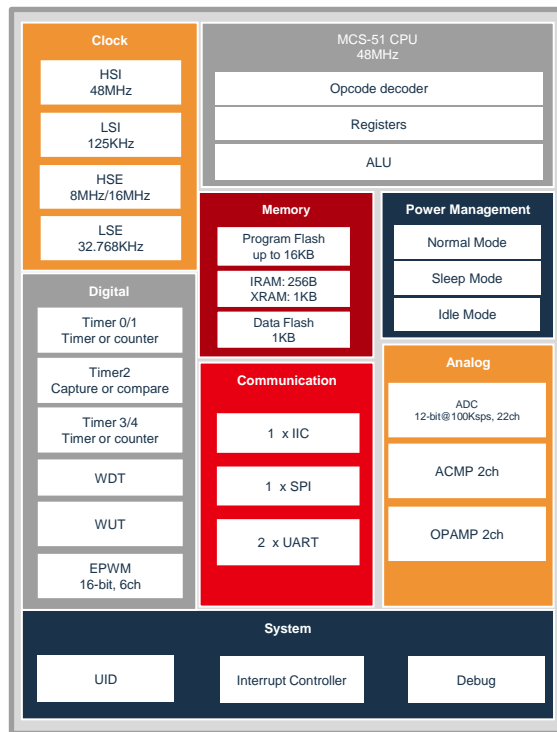 Clock
HSI
48MHz
LSI
125KHz
HSE
8MHz/16MHz
LSE
32.768KHz
MCS-51 CPU
48MHz
Opcode decoder
Registers
ALU
Memory
Program Flash
up to 16KB
IRAM: 256B
XRAM: 1KB
Data Flash
1KB
Power Management
Normal Mode
Sleep Mode
Idle Mode
Digital
Timer 0/1
Timer or counter
Timer2
Capture or compare
Timer 3/4
Timer or counter
WDT
WUT
EPWM
16-bit, 6ch
Communication
1 x IIC
1 x SPI
2 x UART
Analog
ADC
12-bit@100Ksps, 22ch
ACMP 2ch
OPAMP 2ch
System
UID
Interrupt Controller
Debug